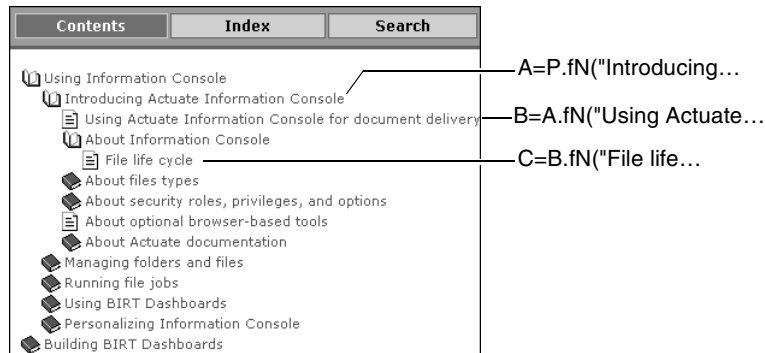 Contents Index Search
Using Information Console
Introducing Actuate Information Console
A=P.fN("Introducing…
Using Actuate Information Console for document delivery
B=A.fN("Using Actuate…
About Information Console
File life cycle
C=B.fN("File life…
About files types
About security roles, privileges, and options
About optional browser-based tools
About Actuate documentation
Managing folders and files
Running file jobs
Using BIRT Dashboards
Personalizing Information Console
Building BIRT Dashboards